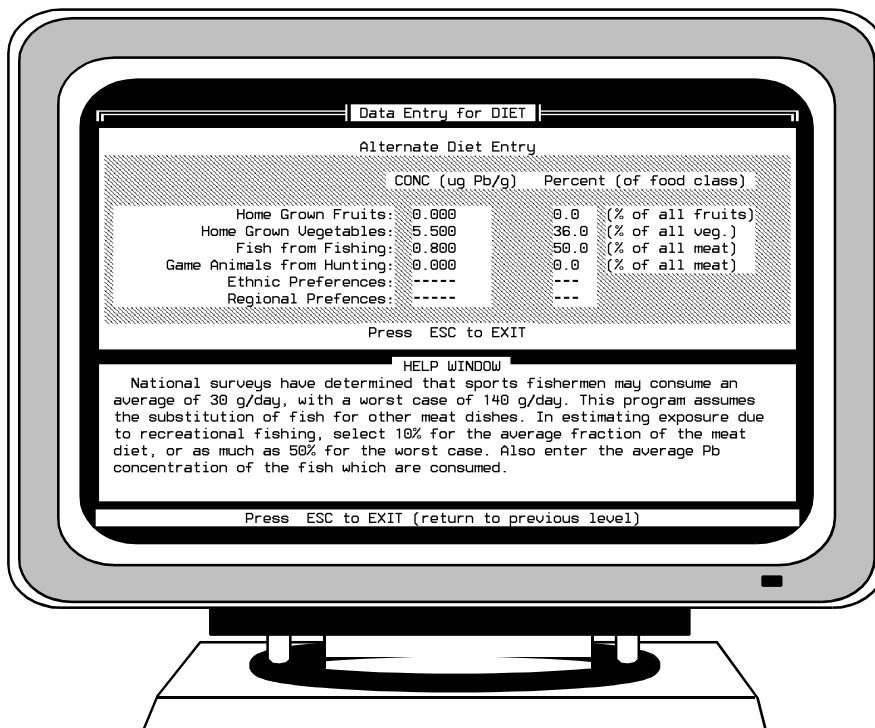 Data Entry for DIET
Alternate Diet Entry
CONC (ug Pb/g) Percent (of food class)
Home Grown Fruits: 0.000 0.0 (% of all fruits)
Home Grown Vegetables: 5.500 36.0 (% of all veg.)
Fish from Fishing: 0.800 50.0 (% of all meat)
Game Animals from Hunting: 0.000 0.0 (% of all meat)
Ethnic Preferences: ----- ---
Regional Prefences: ----- ---
Press ESC to EXIT
HELP WINDOW
National surveys have determined that sports fishermen may consume an
average of 30 g/day, with a worst case of 140 g/day. This program assumes
the substitution of fish for other meat dishes. In estimating exposure due
to recreational fishing, select 10% for the average fraction of the meat
diet, or as much as 50% for the worst case. Also enter the average Pb
concentration of the fish which are consumed.
Press ESC to EXIT (return to previous level)